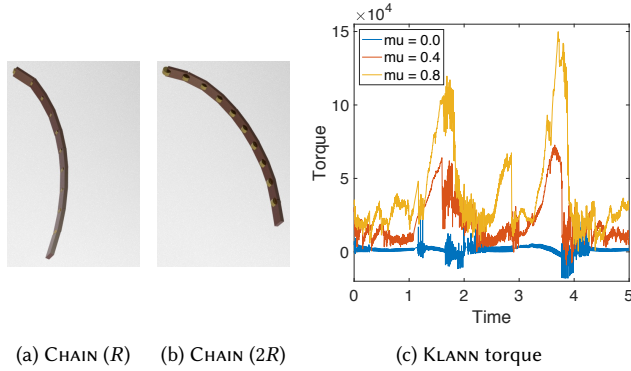 ×10⁴
15
10
5
0
Torque
mu = 0.0
mu = 0.4
mu = 0.8
0 1 2 3 4 5
Time
(a) CHAIN (R) (b) CHAIN (2R) (c) KLANN torque